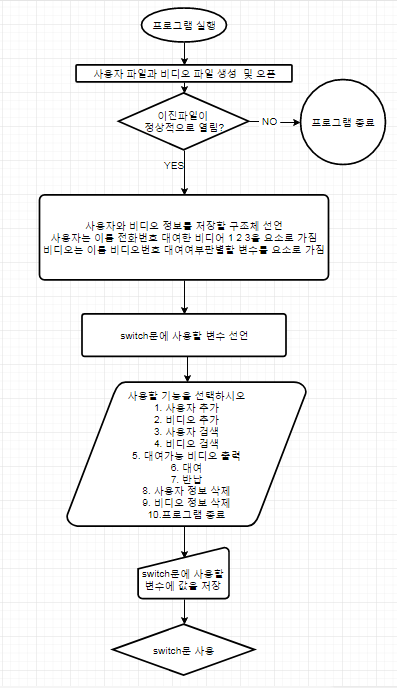 프로그램 실행
사용자 파일과 비디오 파일 생성 및 오픈
이진파일이
정상적으로 열림?
NO
프로그램 종료
YES
사용자와 비디오 정보를 저장할 구조체 선언
사용자는 이름 전화번호 대여한 비디어 1 2 3을 요소로 가짐
비디오는 이름 비디오번호 대여여부판별할 변수를 요소로 가짐
switch문에 사용할 변수 선언
사용할 기능을 선택하시오
1. 사용자 추가
2. 비디오 추가
3. 사용자 검색
4. 비디오 검색
5. 대여가능 비디오 출력
6. 대여
7. 반납
8. 사용자 정보 삭제
9. 비디오 정보 삭제
10.프로그램 종료
switch문에 사용할
변수에 값을 저장
switch문 사용